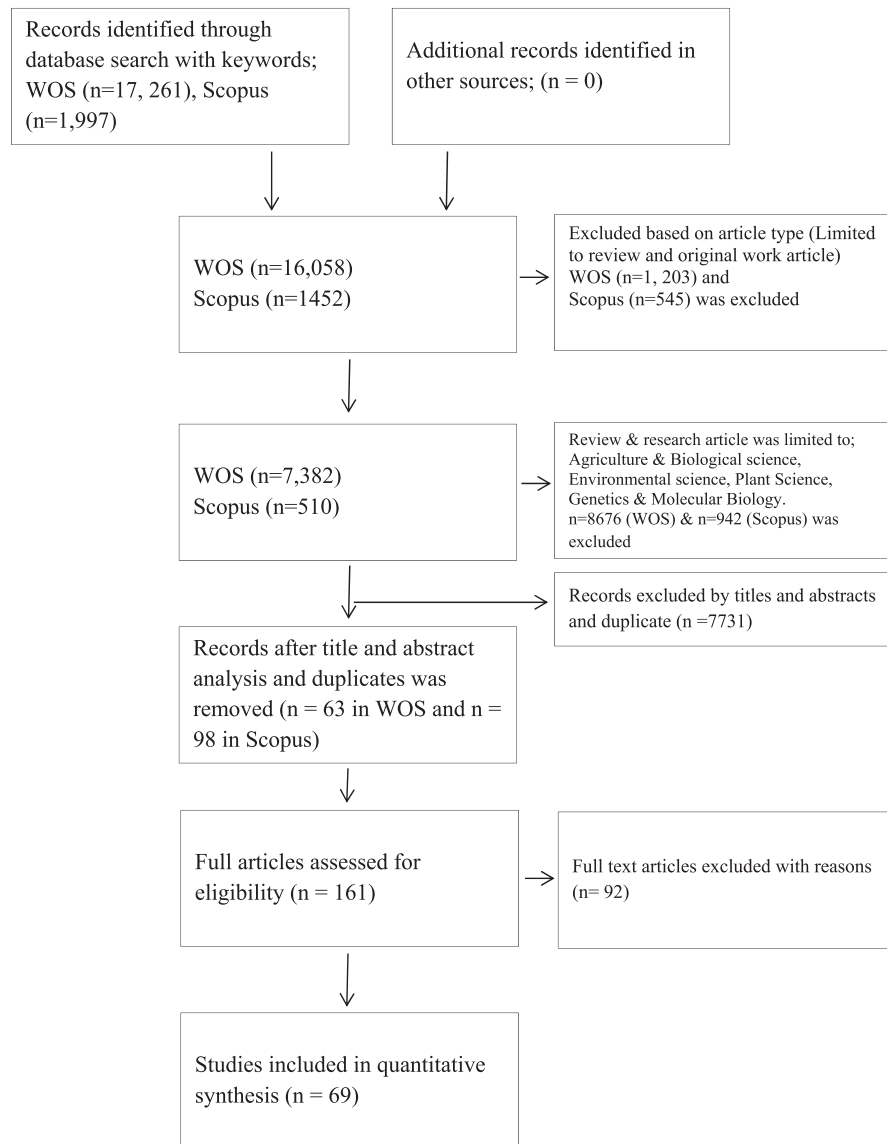 Records identified through
database search with keywords;
WOS (n=17, 261), Scopus
(n=1,997)
Additional records identified in
other sources; (n = 0)
WOS (n=16,058)
Scopus (n=1452)
Excluded based on article type (Limited
to review and original work article)
WOS (n=1, 203) and
Scopus (n=545) was excluded
WOS (n=7,382)
Scopus (n=510)
Review & research article was limited to;
Agriculture & Biological science,
Environmental science, Plant Science,
Genetics & Molecular Biology.
n=8676 (WOS) & n=942 (Scopus) was
excluded
Records excluded by titles and abstracts
and duplicate (n =7731)
Records after title and abstract
analysis and duplicates was
removed (n = 63 in WOS and n =
98 in Scopus)
Full articles assessed for
eligibility (n = 161)
Full text articles excluded with reasons
(n= 92)
Studies included in quantitative
synthesis (n = 69)